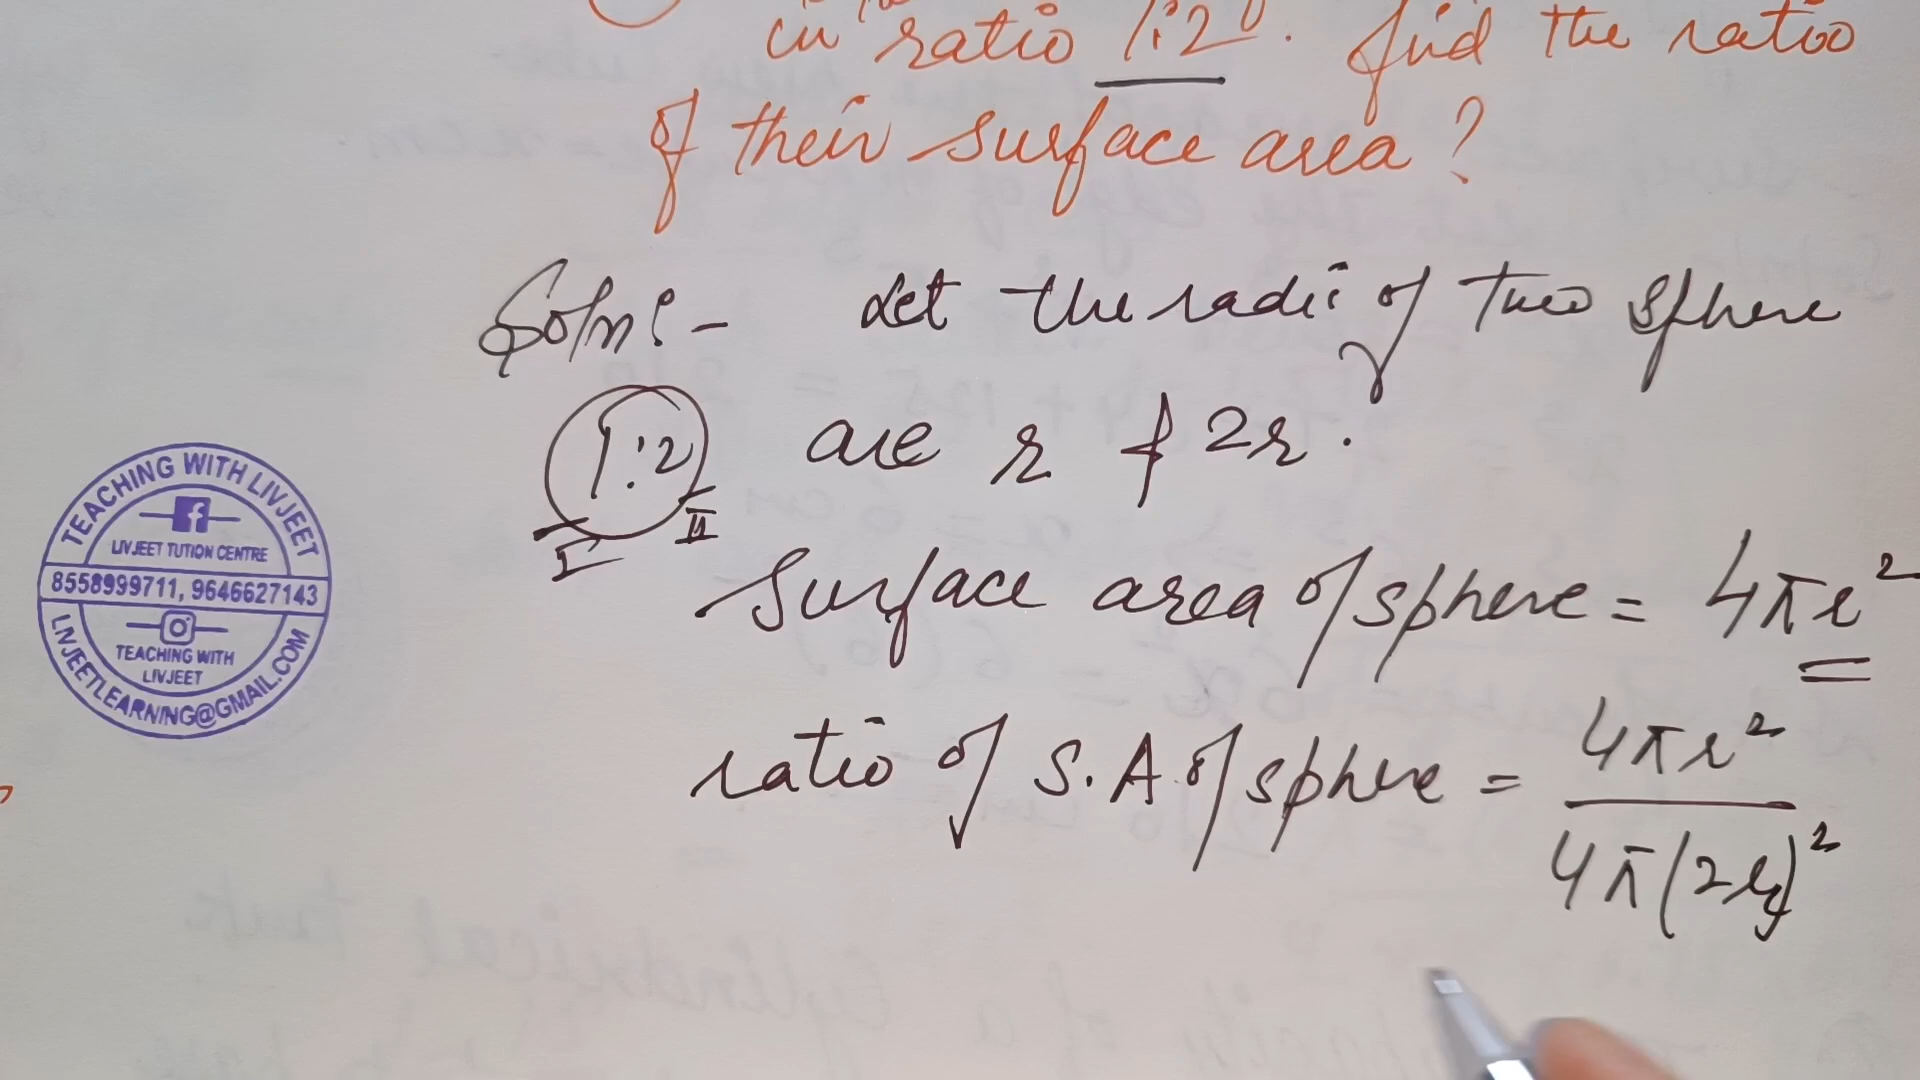 in ratio 1:2. find the ratio
of their surface area?
Soln:- Let the radii of two sphere
1:2 are r & 2r.
I II
Surface area of sphere = 4πr²
ratio of S.A of sphere = 4πr²
4π(2r)²
TEACHING WITH LIVJEET
LIVJEET TUTION CENTRE
8558999711, 9646627143
TEACHING WITH
LIVJEET
LIVJEETLEARNING@GMAIL.COM